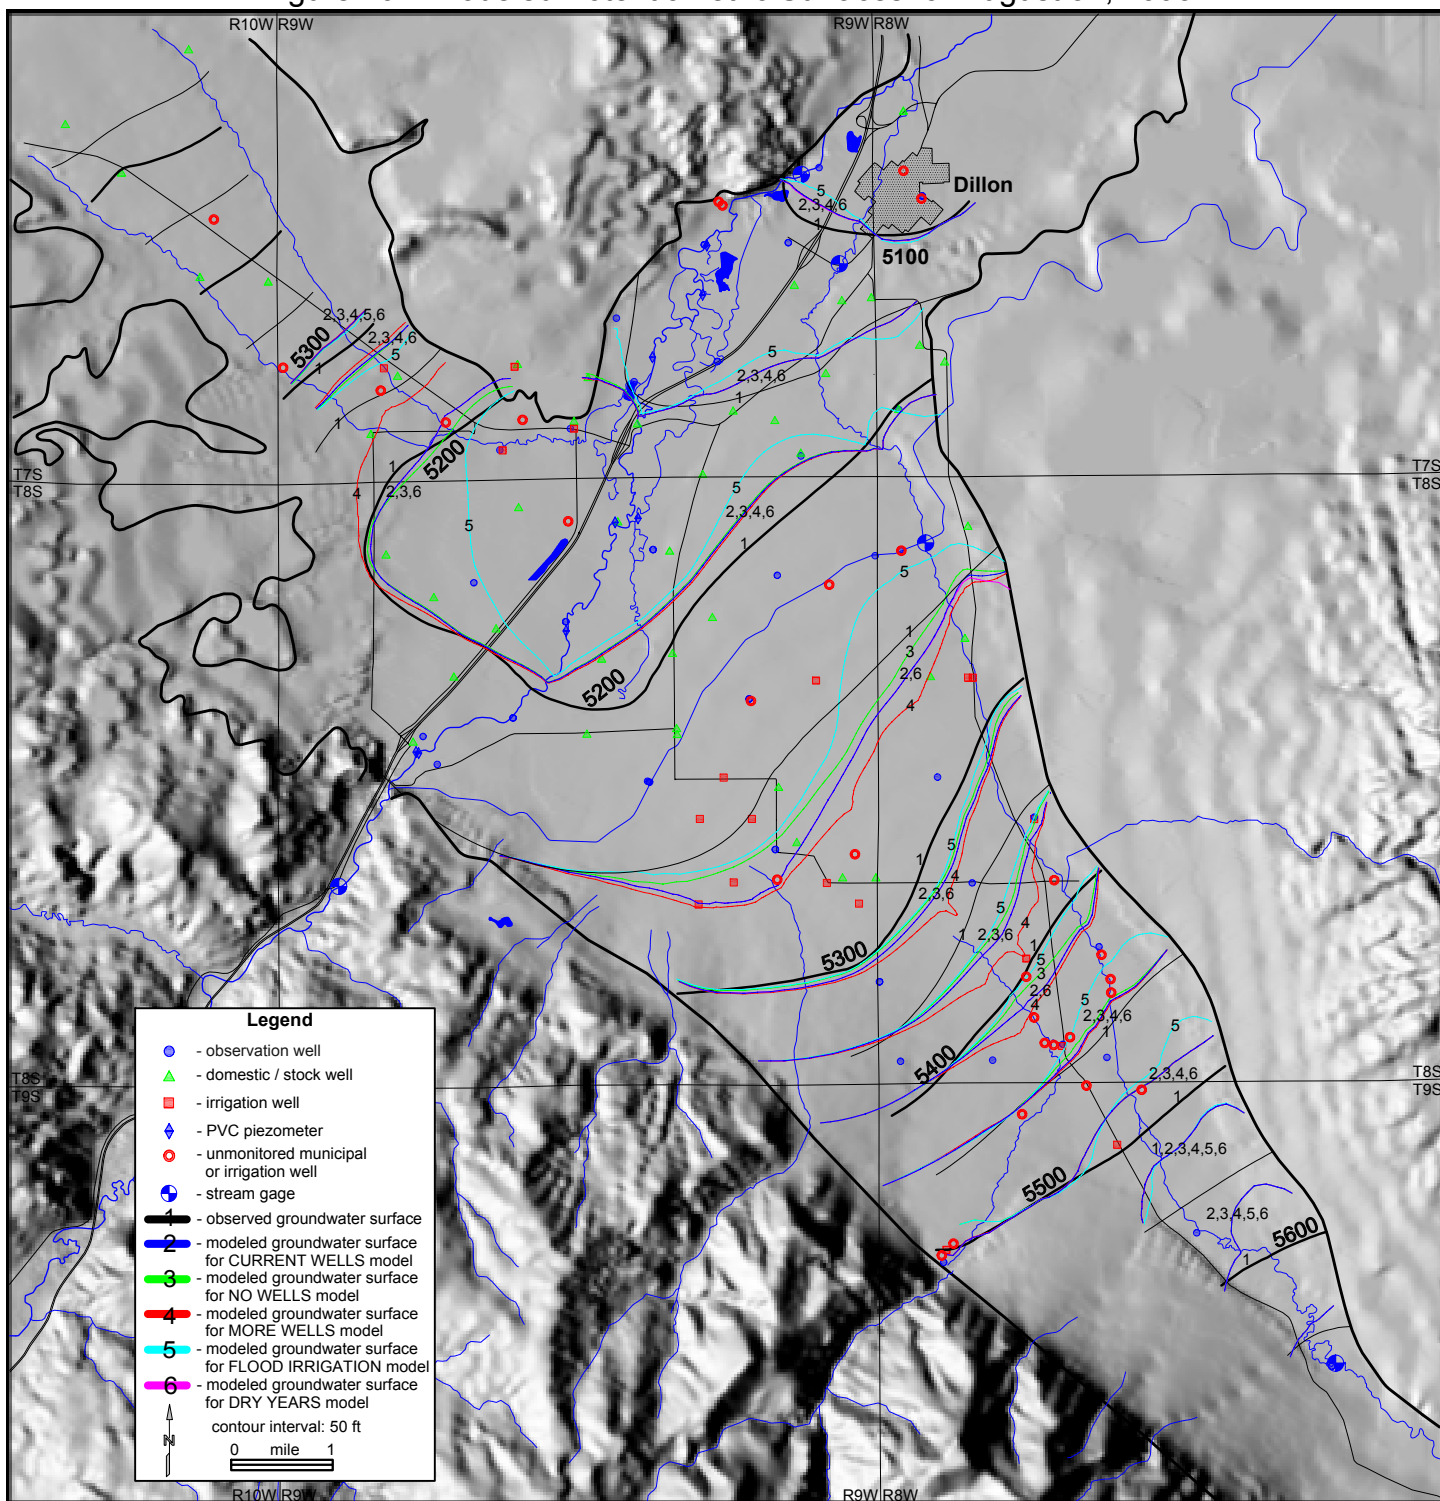 R10W R9W
R9W R8W
Dillon
5
2,3,4,6
1
5100
2,3,4,5,6
5300
1
2,3,4,6
5
1
5
2,3,4,6
1
5200
1
2,3,6
4
5
T7S
T8S
T7S
T8S
5
2,3,4,6
1
5
1
3
2,6
4
5200
5
1
4
2,3,6
5
4
1
2,3,6
5300
1
5
3
2,6
4
5
2,3,4,6
1
5
5400
T8S
T9S
2,3,4,6
1
1,2,3,4,5,6
5500
2,3,4,5,6
5600
1
Legend
- observation well
- domestic / stock well
- irrigation well
- PVC piezometer
- unmonitored municipal
or irrigation well
- stream gage
1 - observed groundwater surface
2 - modeled groundwater surface
for CURRENT WELLS model
3 - modeled groundwater surface
for NO WELLS model
4 - modeled groundwater surface
for MORE WELLS model
5 - modeled groundwater surface
for FLOOD IRRIGATION model
6 - modeled groundwater surface
for DRY YEARS model
contour interval: 50 ft
N
0 mile 1
T8S
T9S
R10W R9W
R9W R8W